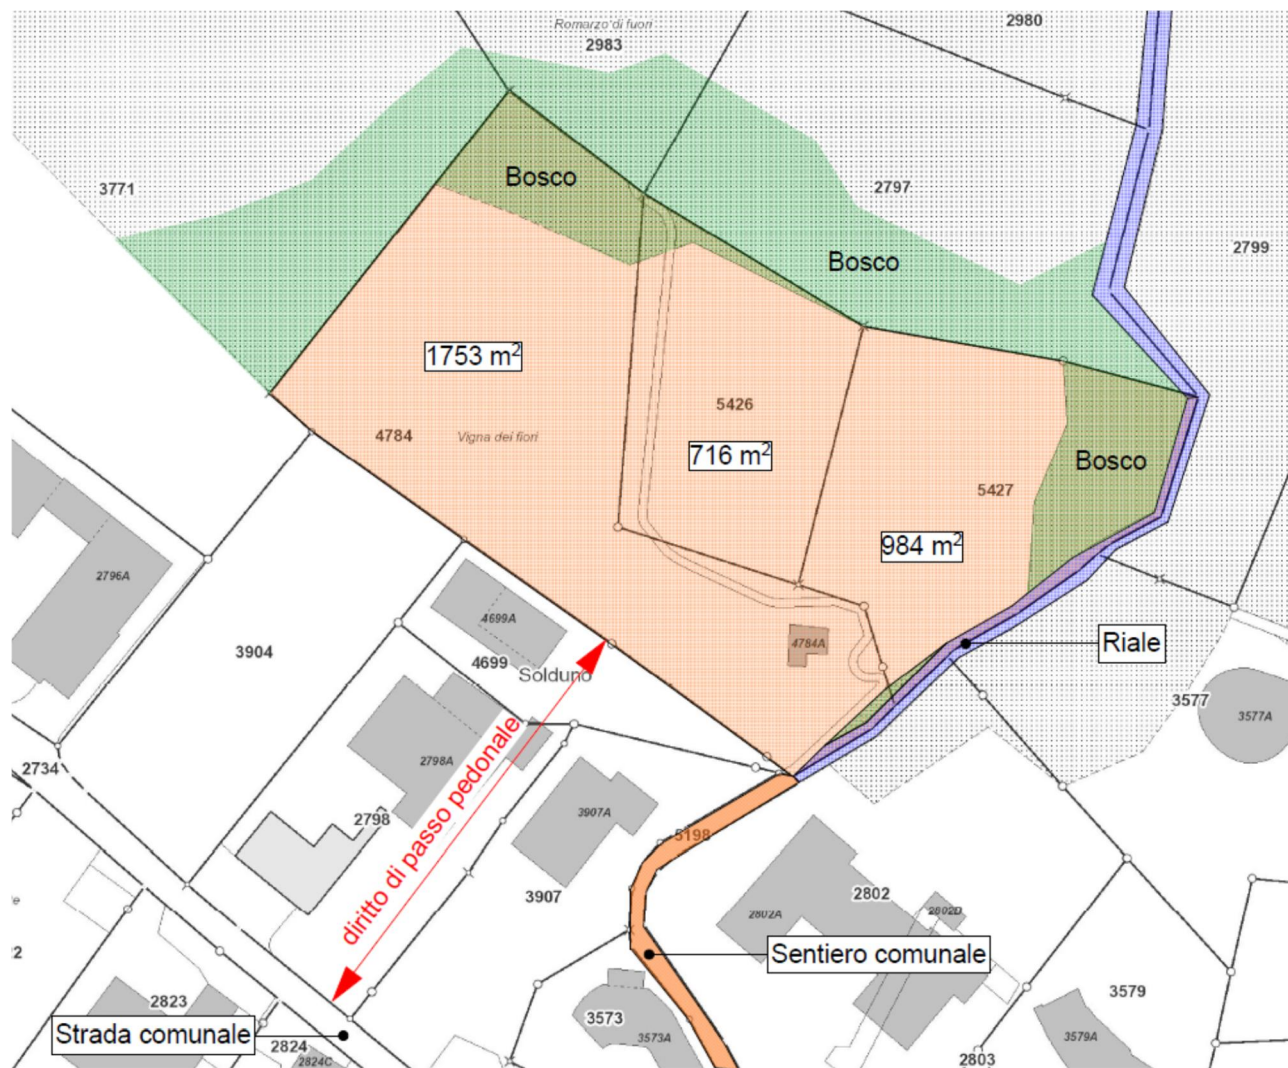 Romarzo di fuori
2983
2980
3771
Bosco
2797
Bosco
2799
1753 m²
5426
4784
Vigna dei fiori
716 m²
Bosco
5427
984 m²
2796A
4699A
3904
4699
Solduno
4784A
Riale
3577
3577A
2734
2798A
diritto di passo pedonale
2798
3907A
5198
3907
2802
2802A
2802D
Sentiero comunale
2823
3573
3579
Strada comunale
2824
2824C
3573A
3579A
2803